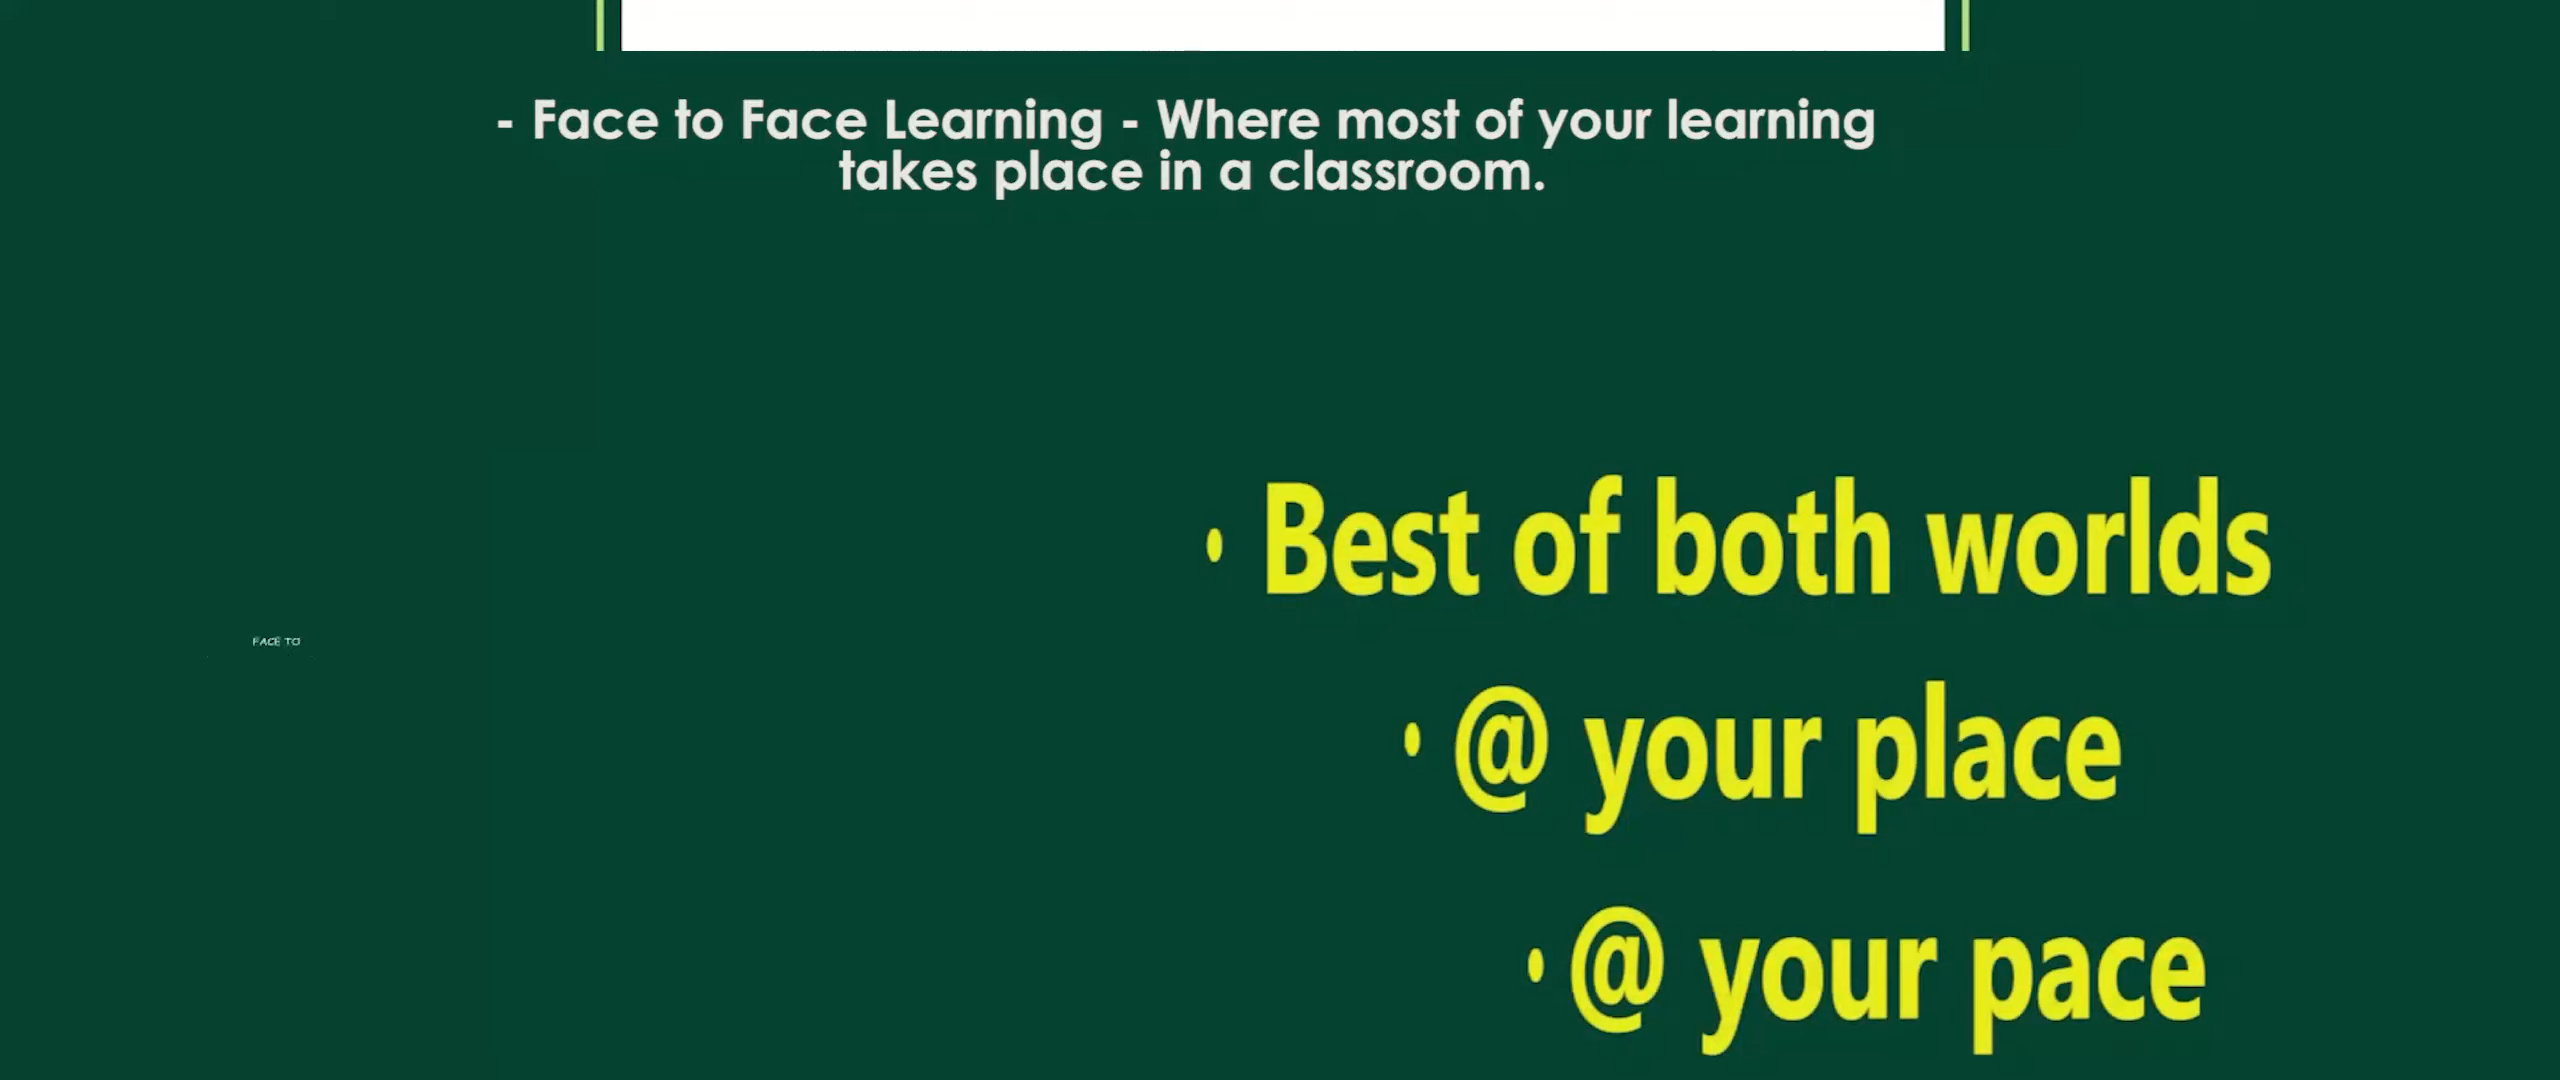 - Face to Face Learning - Where most of your learning
takes place in a classroom.
• Best of both worlds
FACE TO
• @ your place
• @ your pace